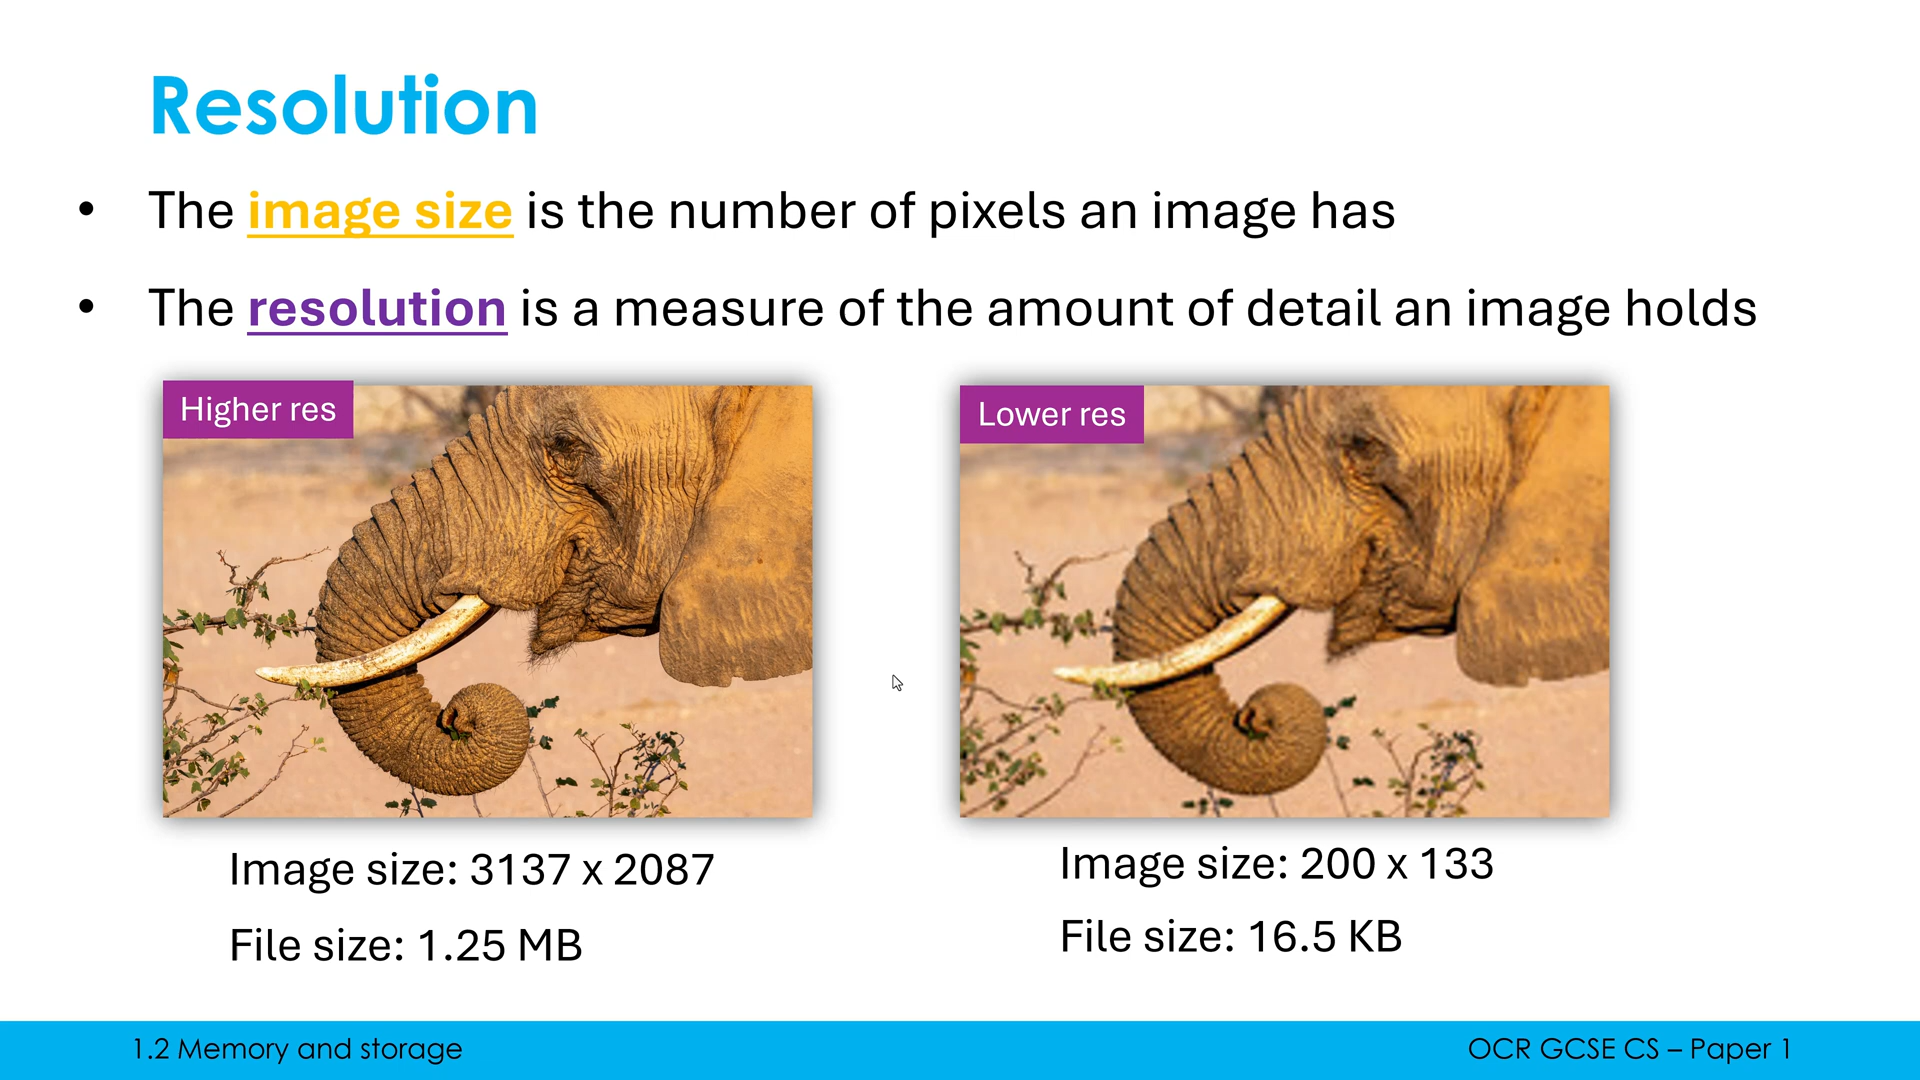 Resolution
• The image size is the number of pixels an image has
• The resolution is a measure of the amount of detail an image holds
Higher res
Lower res
Image size: 3137 x 2087
File size: 1.25 MB
Image size: 200 x 133
File size: 16.5 KB
1.2 Memory and storage
OCR GCSE CS – Paper 1